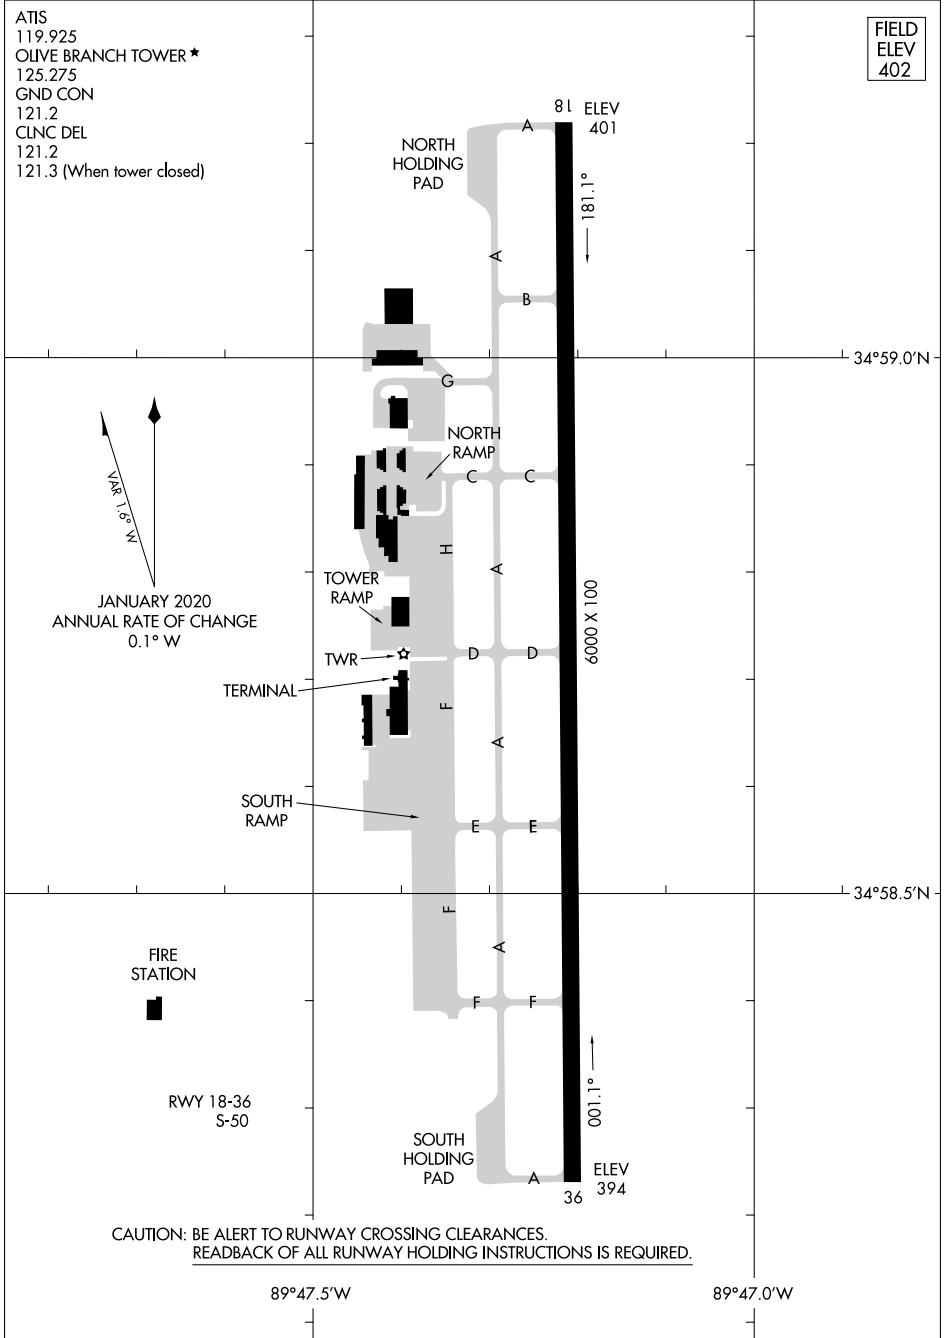 ATIS
119.925
OLIVE BRANCH TOWER★
125.275
GND CON
121.2
CLNC DEL
121.2
121.3 (When tower closed)
FIELD
ELEV
402
18
ELEV
401
A
NORTH
HOLDING
PAD
181.1°
A
B
34°59.0'N
G
NORTH
RAMP
C
C
VAR 1.6° W
H
A
JANUARY 2020
ANNUAL RATE OF CHANGE
0.1° W
TOWER
RAMP
6000 X 100
TWR
D
D
TERMINAL
F
A
SOUTH
RAMP
E
E
34°58.5'N
F
A
FIRE
STATION
F
F
001.1°
RWY 18-36
S-50
SOUTH
HOLDING
PAD
A
ELEV
394
36
CAUTION: BE ALERT TO RUNWAY CROSSING CLEARANCES.
READBACK OF ALL RUNWAY HOLDING INSTRUCTIONS IS REQUIRED.
89°47.5'W
89°47.0'W